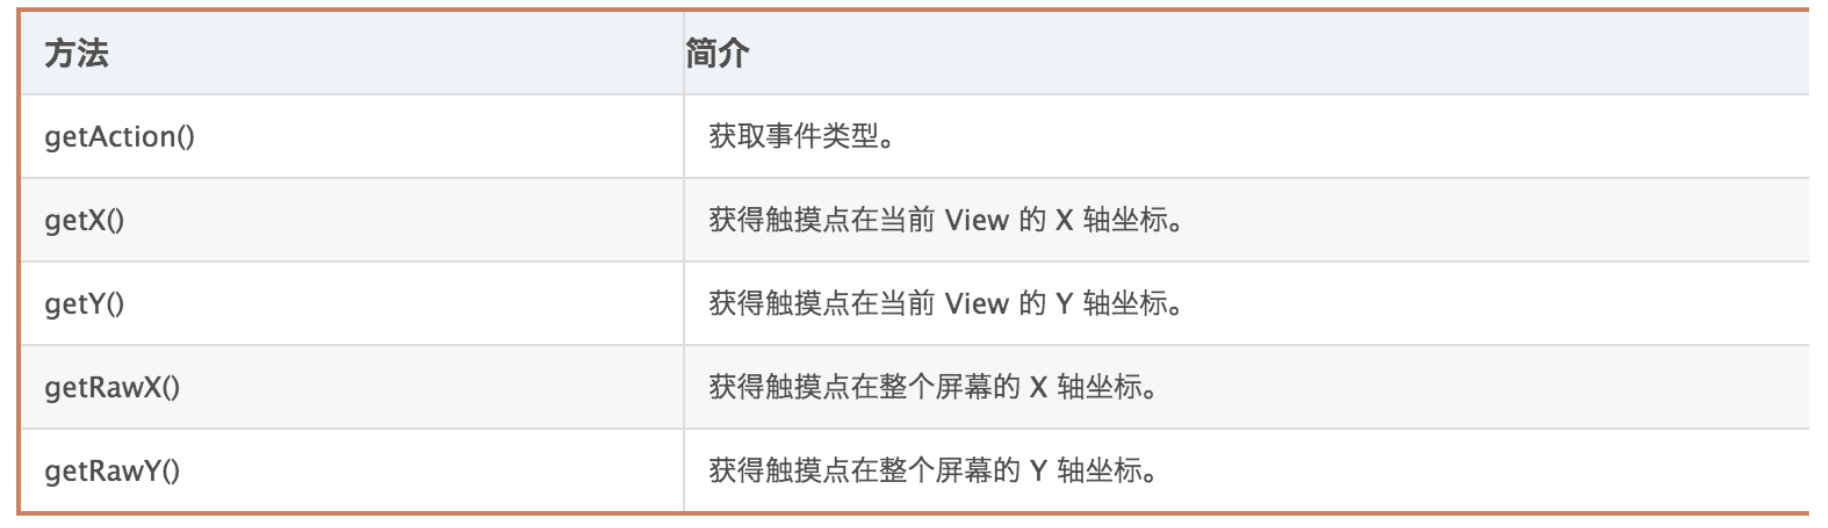 方法 简介
getAction() 获取事件类型。
getX() 获得触摸点在当前 View 的 X 轴坐标。
getY() 获得触摸点在当前 View 的 Y 轴坐标。
getRawX() 获得触摸点在整个屏幕的 X 轴坐标。
getRawY() 获得触摸点在整个屏幕的 Y 轴坐标。